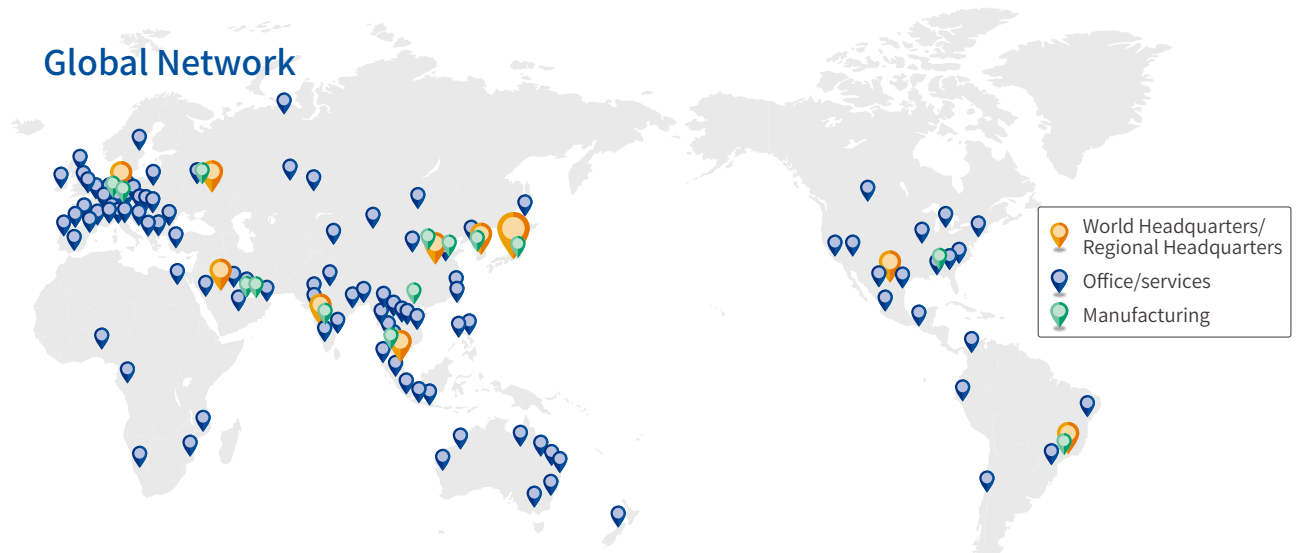 Global Network
World Headquarters/
Regional Headquarters
Office/services
Manufacturing